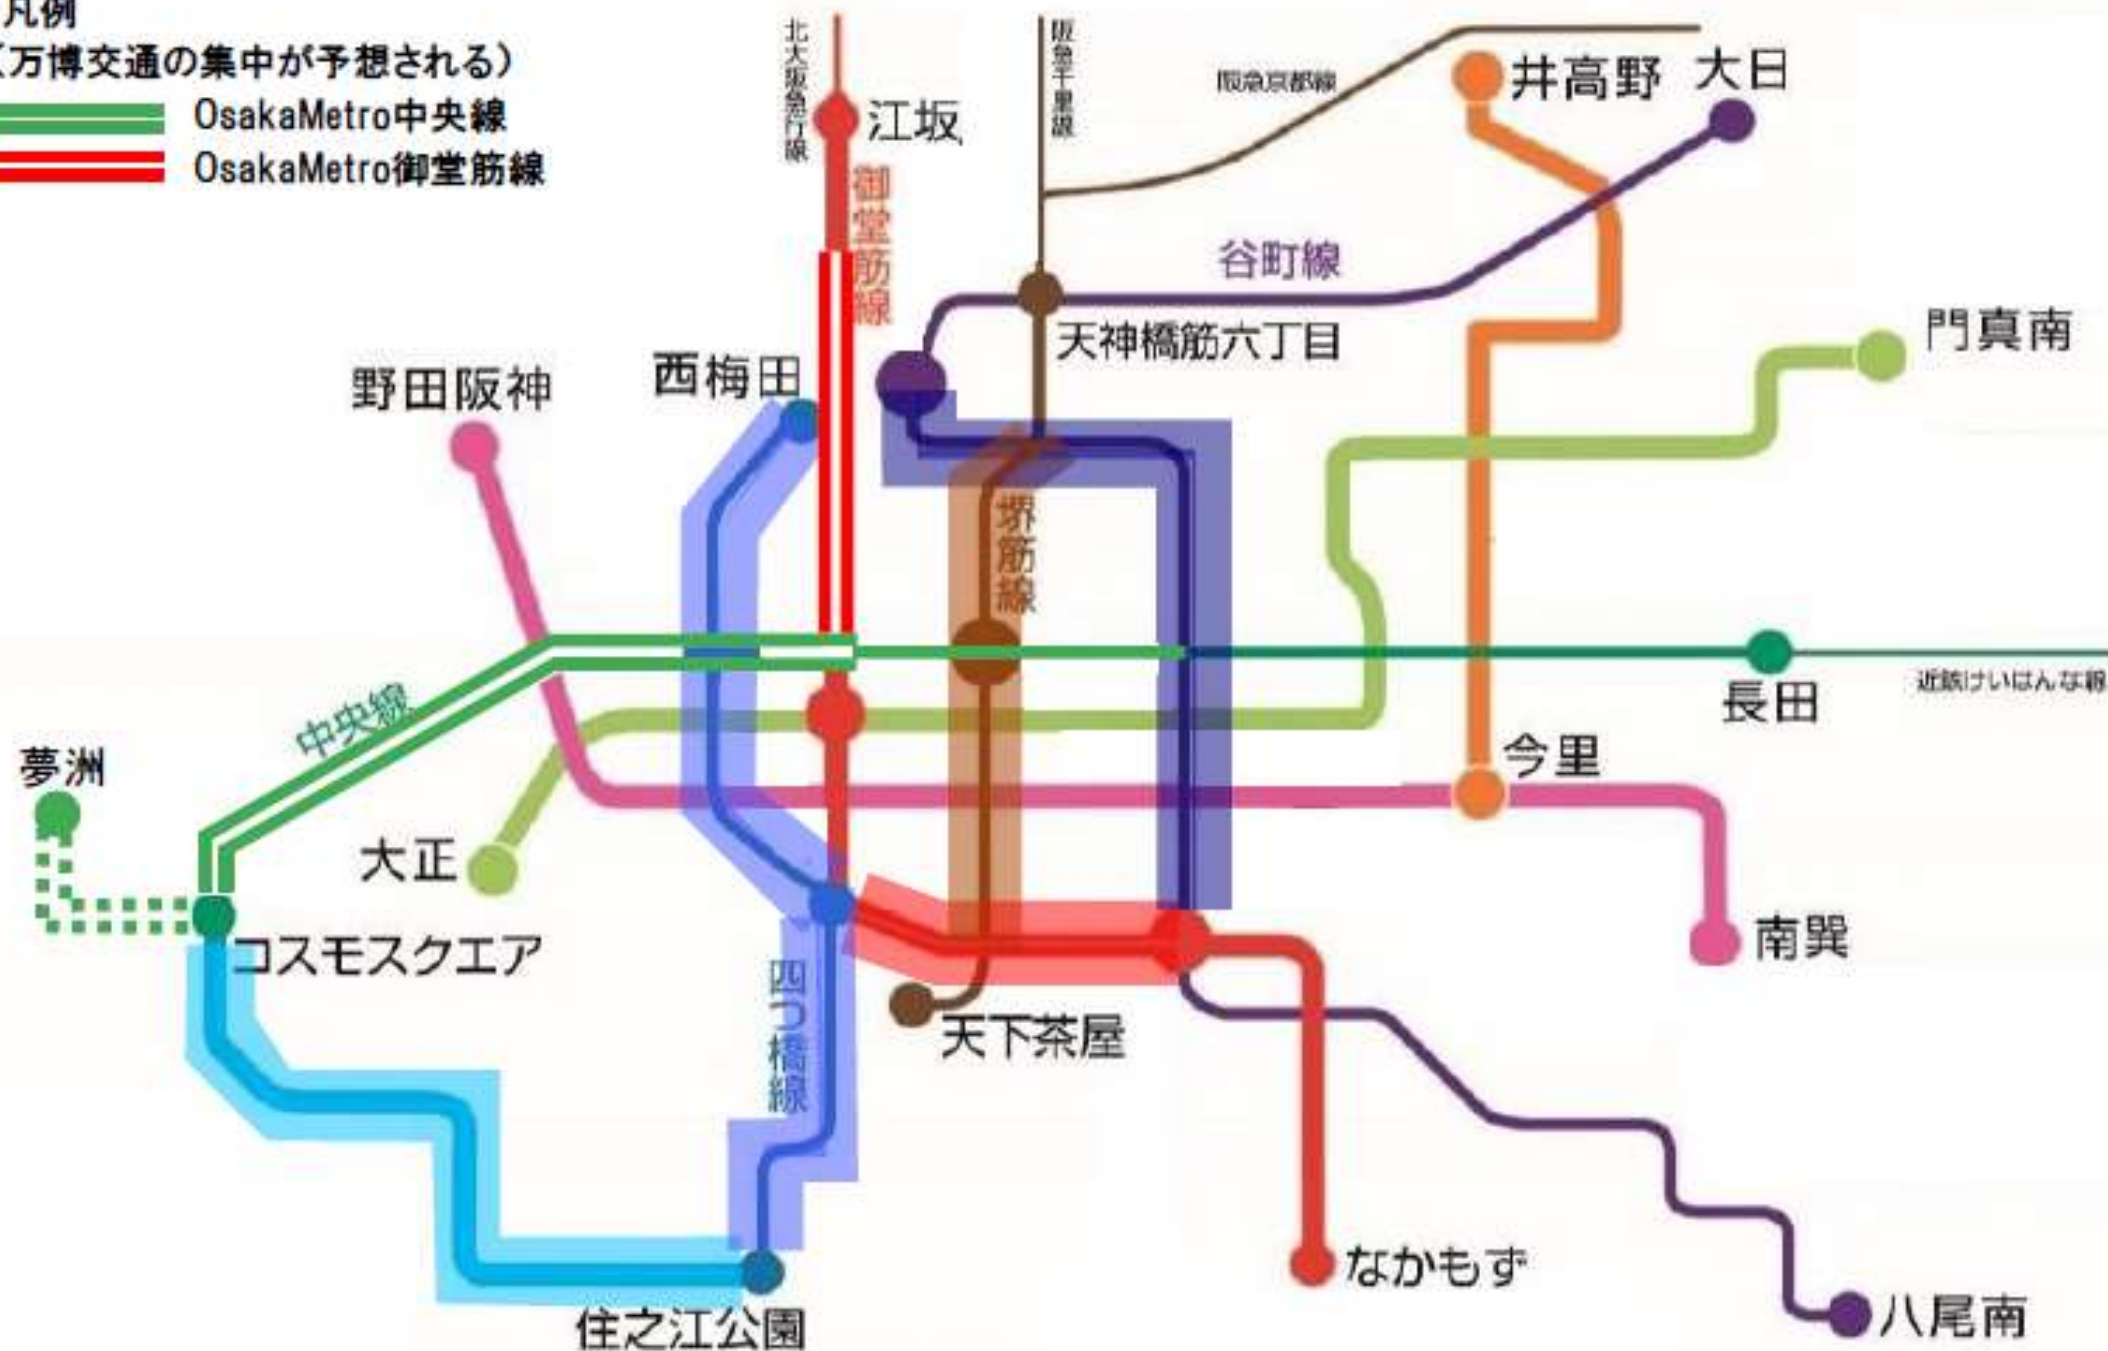 凡例
(万博交通の集中が予想される)
OsakaMetro中央線
OsakaMetro御堂筋線
北大阪急行線
阪急千里線
阪急京都線
井高野
大日
江坂
御堂筋線
谷町線
天神橋筋六丁目
門真南
西梅田
野田阪神
堺筋線
中央線
長田
近鉄けいはんな線
夢洲
今里
大正
コスモスクエア
南巽
四つ橋線
天下茶屋
なかもず
住之江公園
八尾南